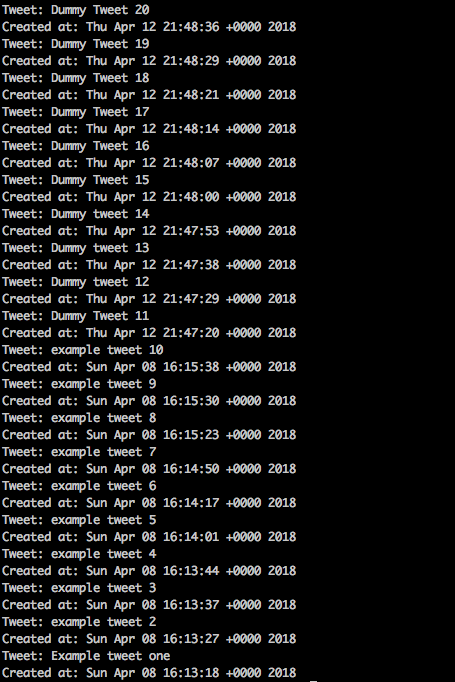 Tweet: Dummy Tweet 20
Created at: Thu Apr 12 21:48:36 +0000 2018
Tweet: Dummy Tweet 19
Created at: Thu Apr 12 21:48:29 +0000 2018
Tweet: Dummy Tweet 18
Created at: Thu Apr 12 21:48:21 +0000 2018
Tweet: Dummy Tweet 17
Created at: Thu Apr 12 21:48:14 +0000 2018
Tweet: Dummy Tweet 16
Created at: Thu Apr 12 21:48:07 +0000 2018
Tweet: Dummy Tweet 15
Created at: Thu Apr 12 21:48:00 +0000 2018
Tweet: Dummy tweet 14
Created at: Thu Apr 12 21:47:53 +0000 2018
Tweet: Dummy tweet 13
Created at: Thu Apr 12 21:47:38 +0000 2018
Tweet: Dummy tweet 12
Created at: Thu Apr 12 21:47:29 +0000 2018
Tweet: Dummy Tweet 11
Created at: Thu Apr 12 21:47:20 +0000 2018
Tweet: example tweet 10
Created at: Sun Apr 08 16:15:38 +0000 2018
Tweet: example tweet 9
Created at: Sun Apr 08 16:15:30 +0000 2018
Tweet: example tweet 8
Created at: Sun Apr 08 16:15:23 +0000 2018
Tweet: example tweet 7
Created at: Sun Apr 08 16:14:50 +0000 2018
Tweet: example tweet 6
Created at: Sun Apr 08 16:14:17 +0000 2018
Tweet: example tweet 5
Created at: Sun Apr 08 16:14:01 +0000 2018
Tweet: example tweet 4
Created at: Sun Apr 08 16:13:44 +0000 2018
Tweet: example tweet 3
Created at: Sun Apr 08 16:13:37 +0000 2018
Tweet: example tweet 2
Created at: Sun Apr 08 16:13:27 +0000 2018
Tweet: Example tweet one
Created at: Sun Apr 08 16:13:18 +0000 2018